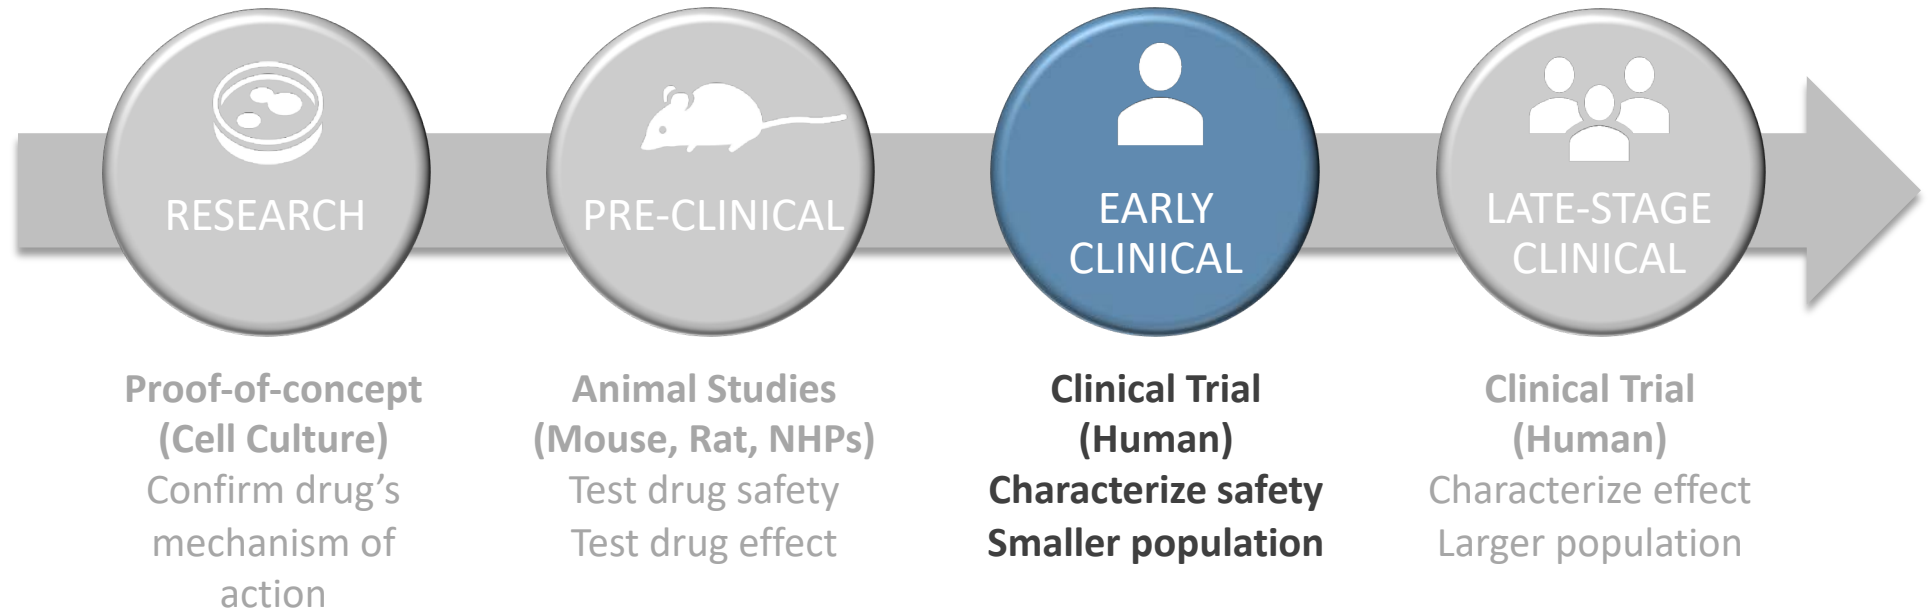 RESEARCH
Proof-of-concept
(Cell Culture)
Confirm drug’s
mechanism of
action
PRE-CLINICAL
Animal Studies
(Mouse, Rat, NHPs)
Test drug safety
Test drug effect
EARLY
CLINICAL
Clinical Trial
(Human)
Characterize safety
Smaller population
LATE-STAGE
CLINICAL
Clinical Trial
(Human)
Characterize effect
Larger population